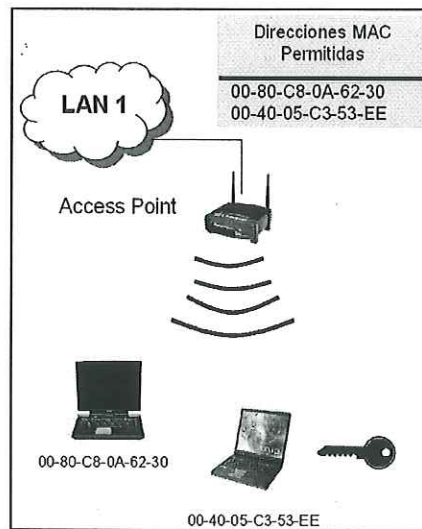 Direcciones MAC
Permitidas
00-80-C8-0A-62-30
00-40-05-C3-53-EE
LAN 1
Access Point
00-80-C8-0A-62-30
00-40-05-C3-53-EE